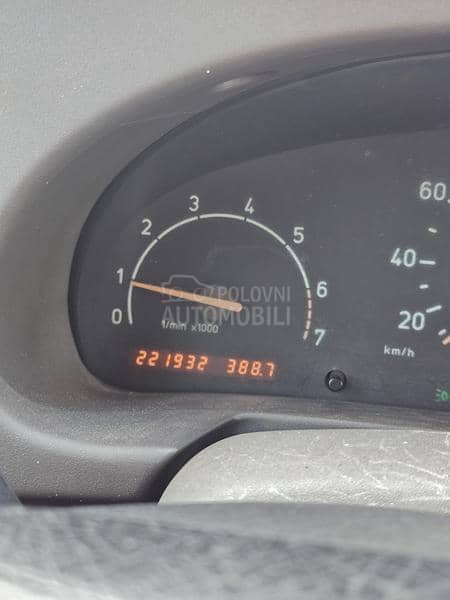 60
3 4
2 5
40
1 6
POLOVNI
20
0 AUTOMOBILI
1/min x1000 7
km/h
221932 388.7